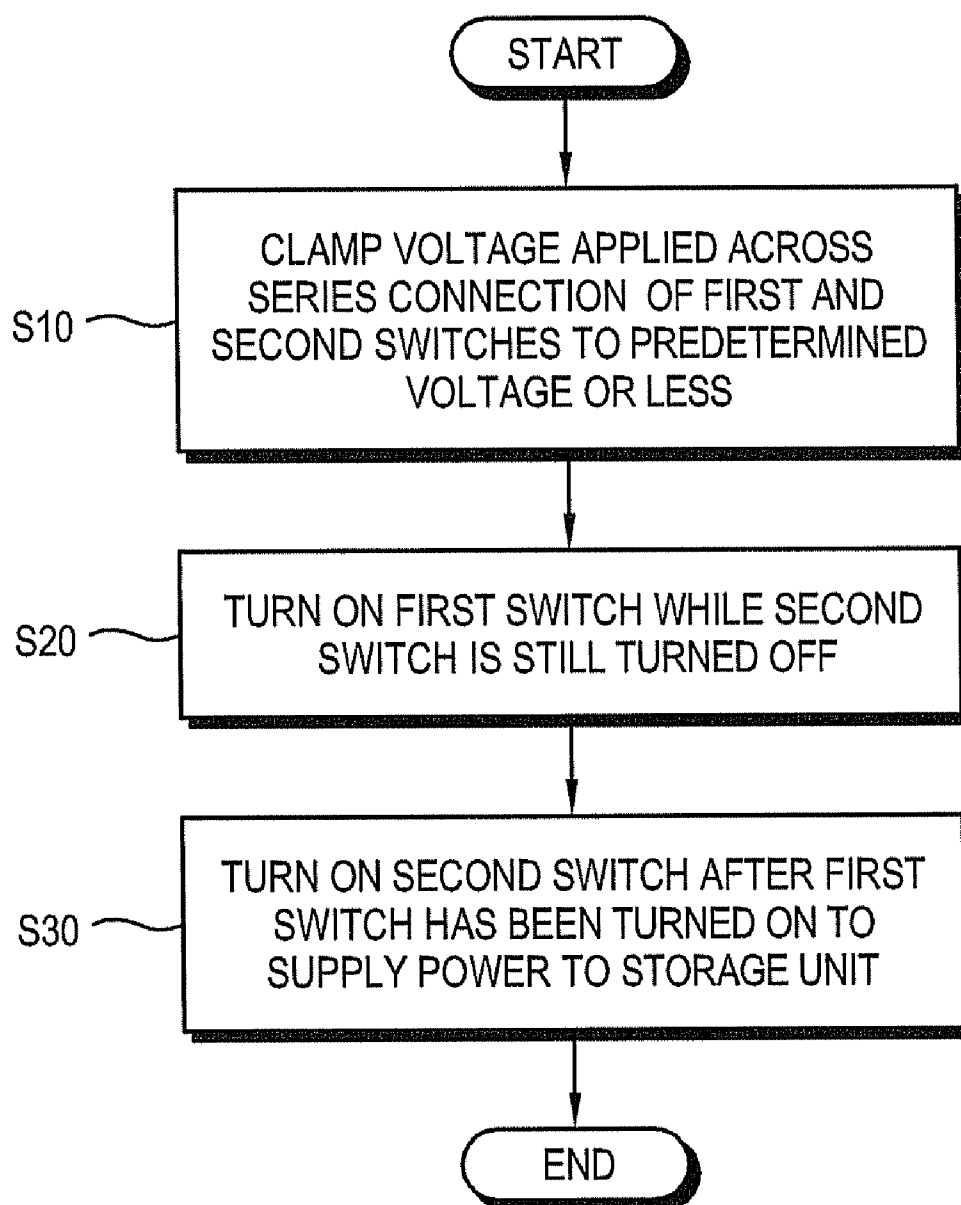 START
S10
CLAMP VOLTAGE APPLIED ACROSS
SERIES CONNECTION OF FIRST AND
SECOND SWITCHES TO PREDETERMINED
VOLTAGE OR LESS
S20
TURN ON FIRST SWITCH WHILE SECOND
SWITCH IS STILL TURNED OFF
S30
TURN ON SECOND SWITCH AFTER FIRST
SWITCH HAS BEEN TURNED ON TO
SUPPLY POWER TO STORAGE UNIT
END